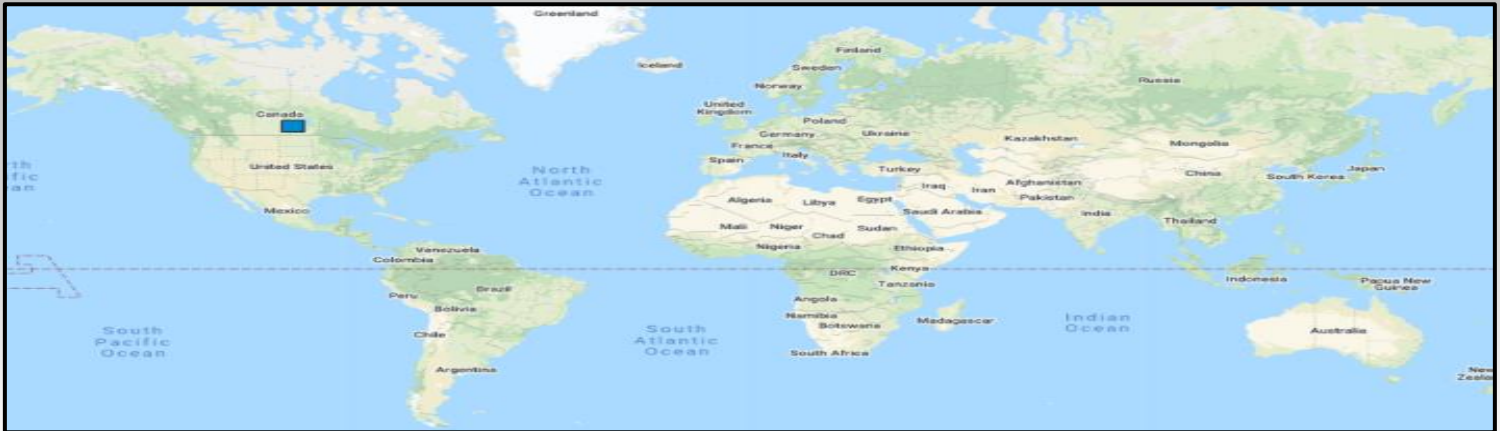 Greenland
Iceland
Finland
Sweden
Norway
Russia
Canada
United
Kingdom
Poland
Germany
Ukraine
Kazakhstan
Mongolia
France
Italy
Spain
Turkey
United States
North
Atlantic
Ocean
China
South Korea
Japan
Iraq
Iran
Afghanistan
Pakistan
Mexico
Algeria
Libya
Egypt
Saudi Arabia
India
Thailand
Mali
Niger
Chad
Sudan
Nigeria
Ethiopia
Venezuela
Colombia
DRC
Kenya
Tanzania
Indonesia
Papua New
Guinea
Peru
Brazil
Bolivia
Angola
Namibia
Botswana
Madagascar
Indian
Ocean
South
Pacific
Ocean
South
Atlantic
Ocean
Chile
Australia
South Africa
Argentina
New